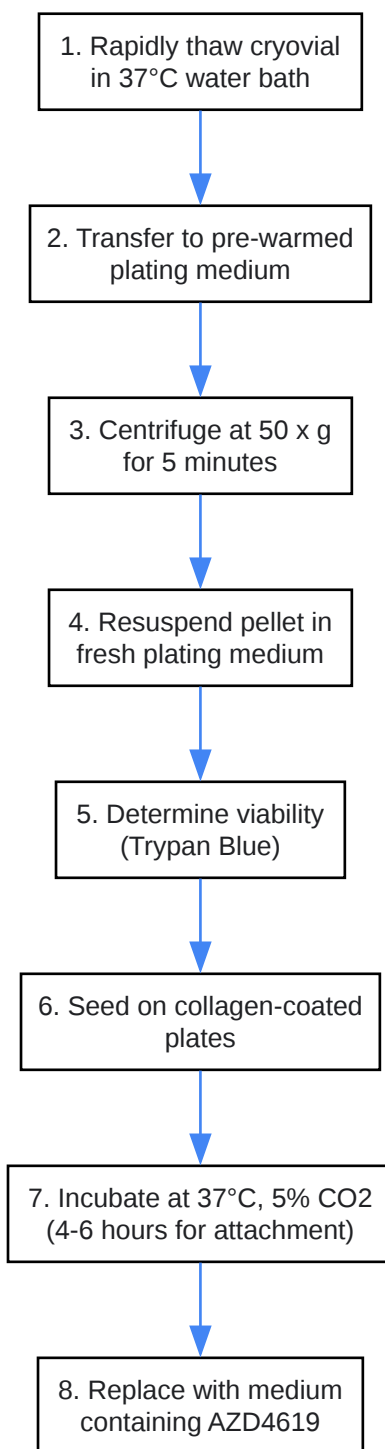 1. Rapidly thaw cryovial
in 37°C water bath
2. Transfer to pre-warmed
plating medium
3. Centrifuge at 50 x g
for 5 minutes
4. Resuspend pellet in
fresh plating medium
5. Determine viability
(Trypan Blue)
6. Seed on collagen-coated
plates
7. Incubate at 37°C, 5% CO2
(4-6 hours for attachment)
8. Replace with medium
containing AZD4619